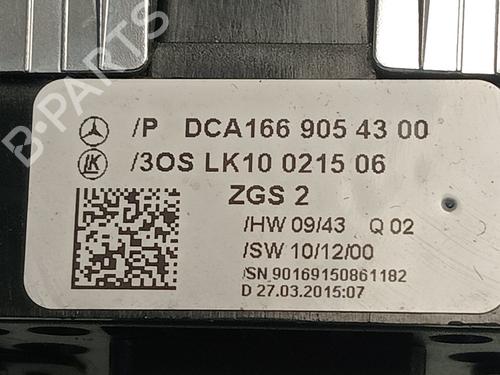 B-PARTS
/P DCA166 905 43 00
LK /3OS LK10 0215 06
ZGS 2
/HW 09/43 Q 02
/SW 10/12/00
/SN 90169150861182
D 27.03.2015:07